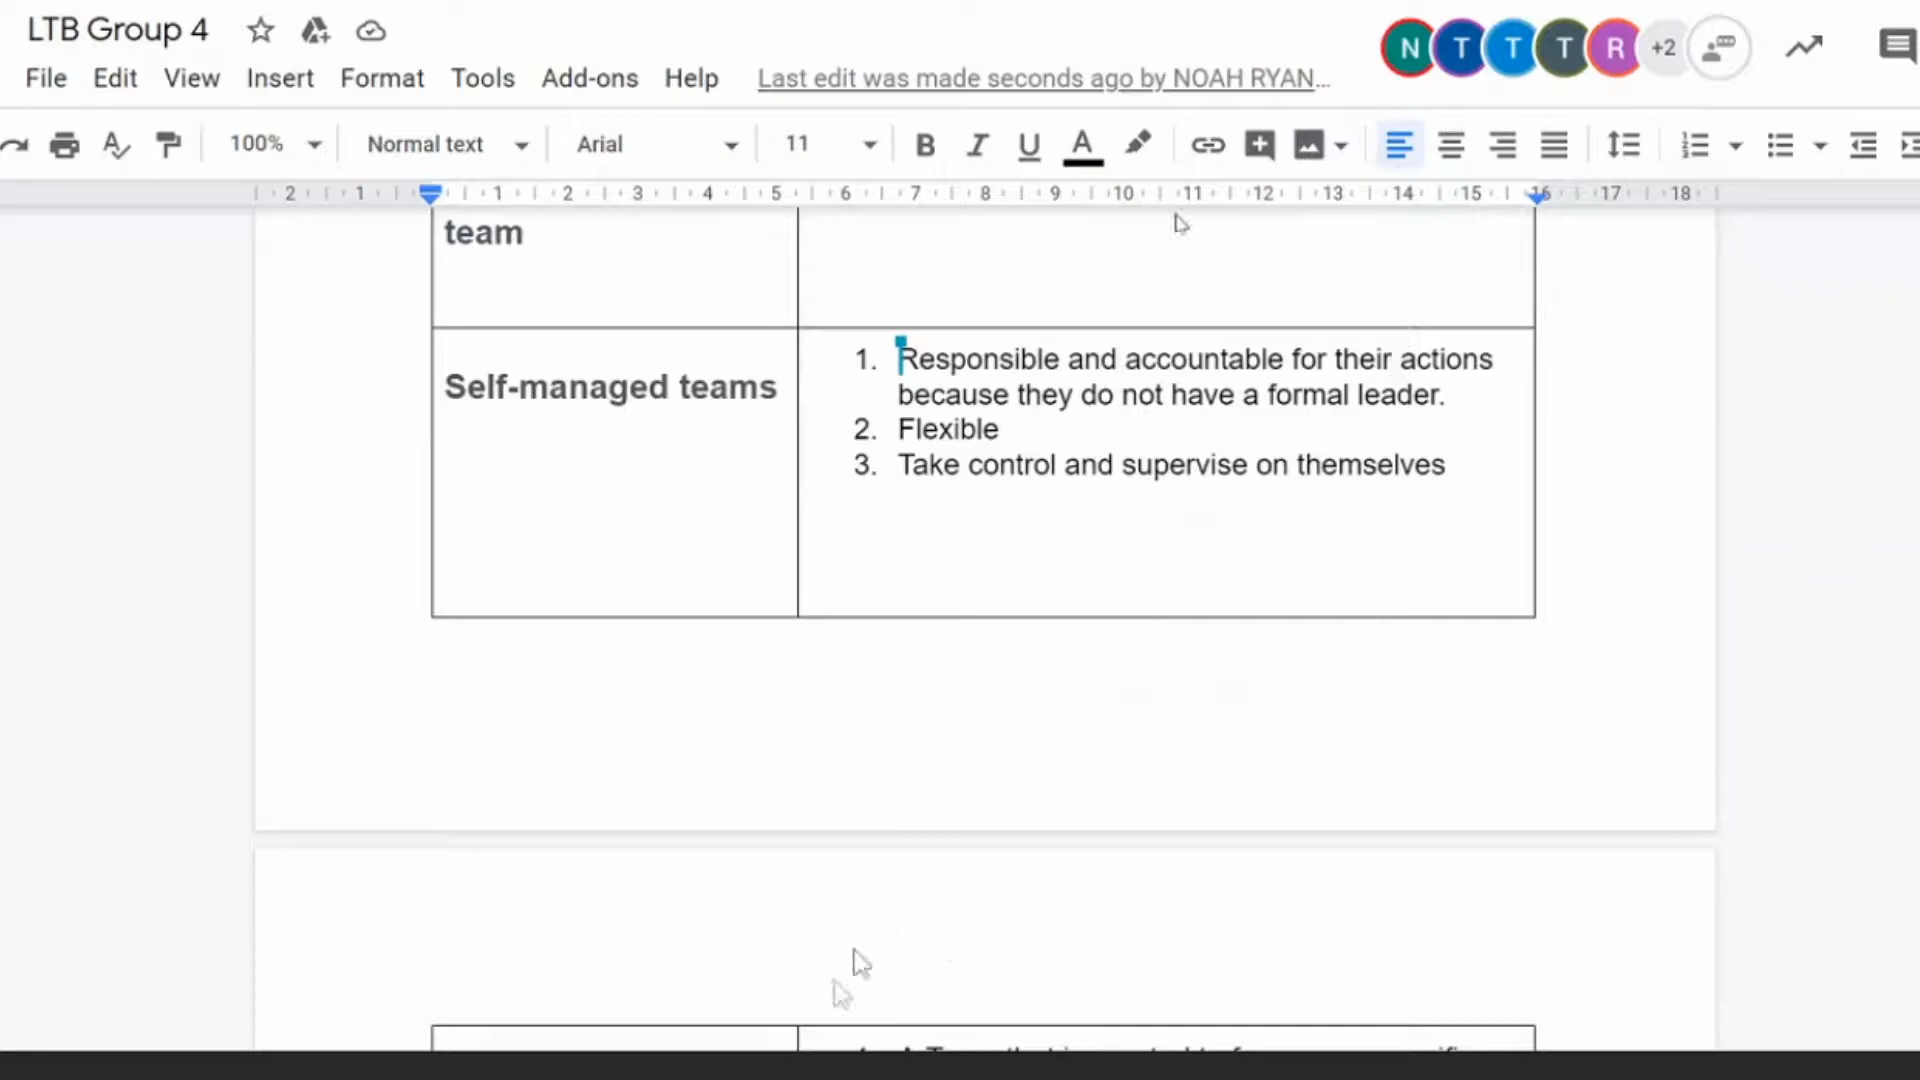 LTB Group 4
N T T T R +2
File Edit View Insert Format Tools Add-ons Help Last edit was made seconds ago by NOAH RYAN...
100% Normal text Arial 11 B I U A
2 1 1 2 3 4 5 6 7 8 9 10 11 12 13 14 15 16 17 18
team
Self-managed teams
1. Responsible and accountable for their actions
because they do not have a formal leader.
2. Flexible
3. Take control and supervise on themselves